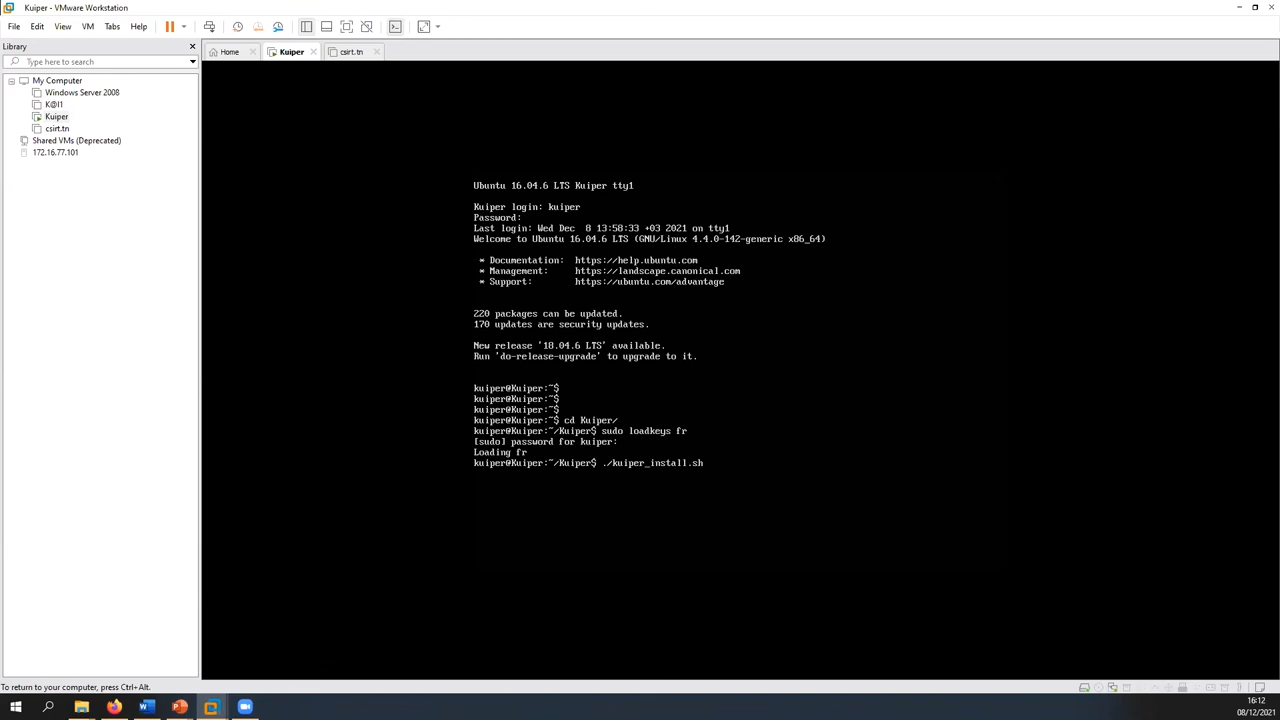 Kuiper - VMware Workstation
File Edit View VM Tabs Help
Library
Type here to search
My Computer
Windows Server 2008
K@l1
Kuiper
csirt.tn
Shared VMs (Deprecated)
172.16.77.101
Home Kuiper csirt.tn
Ubuntu 16.04.6 LTS Kuiper tty1
Kuiper login: kuiper
Password:
Last login: Wed Dec  8 13:58:33 +03 2021 on tty1
Welcome to Ubuntu 16.04.6 LTS (GNU/Linux 4.4.0-142-generic x86_64)
* Documentation:  https://help.ubuntu.com
* Management:     https://landscape.canonical.com
* Support:        https://ubuntu.com/advantage
220 packages can be updated.
170 updates are security updates.
New release '18.04.6 LTS' available.
Run 'do-release-upgrade' to upgrade to it.
kuiper@Kuiper:~$
kuiper@Kuiper:~$
kuiper@Kuiper:~$
kuiper@Kuiper:~$ cd Kuiper/
kuiper@Kuiper:~/Kuiper$ sudo loadkeys fr
[sudo] password for kuiper:
Loading fr
kuiper@Kuiper:~/Kuiper$ ./kuiper_install.sh
To return to your computer, press Ctrl+Alt.
16:12
08/12/2021